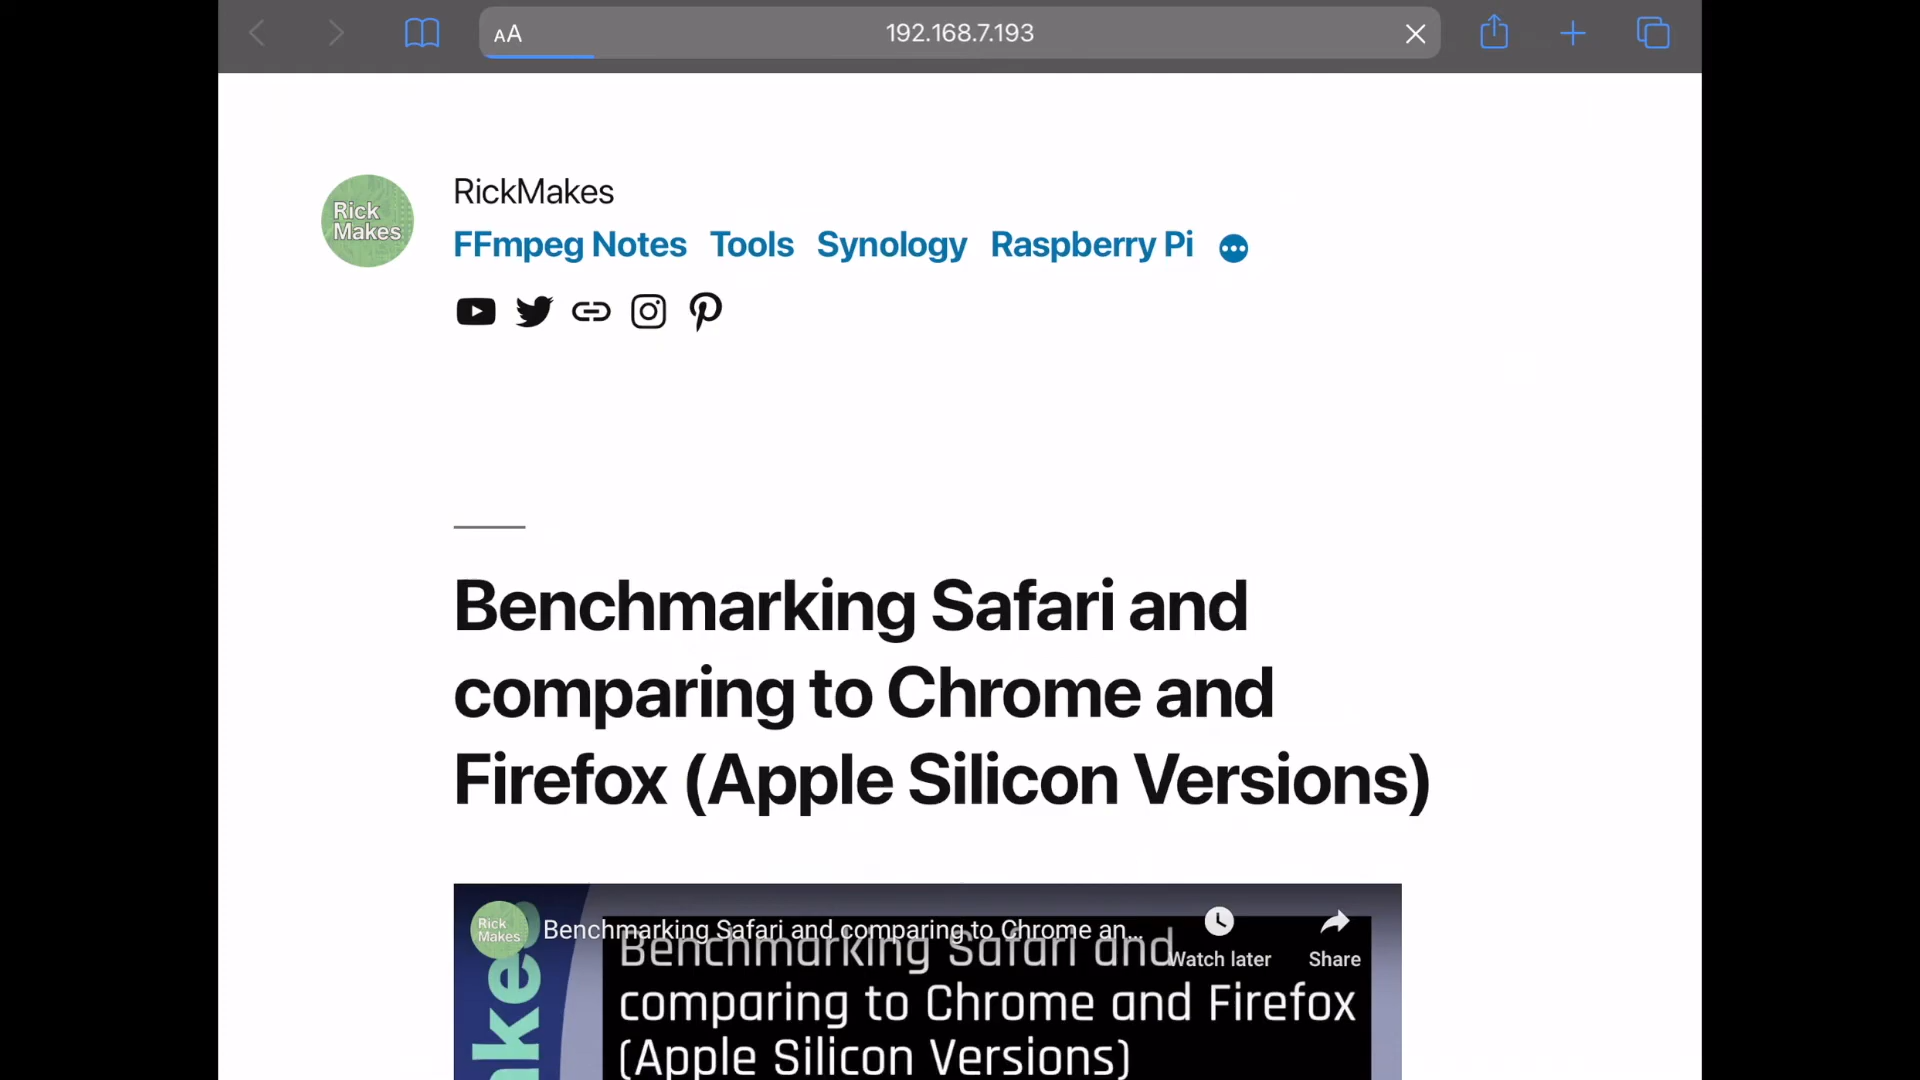 AA 192.168.7.193
Rick
Makes
RickMakes
FFmpeg Notes Tools Synology Raspberry Pi
Benchmarking Safari and
comparing to Chrome and
Firefox (Apple Silicon Versions)
Rick
Makes
Benchmarking Safari and comparing to Chrome an...
Watch later
Share
Benchmarking Safari and
comparing to Chrome and Firefox
(Apple Silicon Versions)